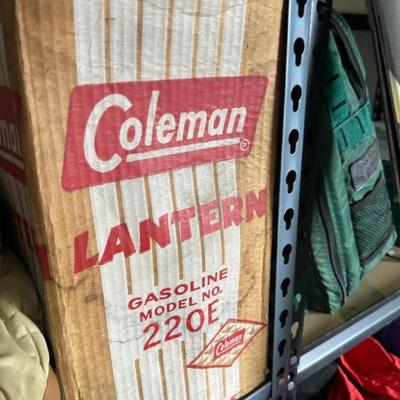 Coleman
®
LANTERN
GASOLINE
MODEL NO.
220E
Coleman